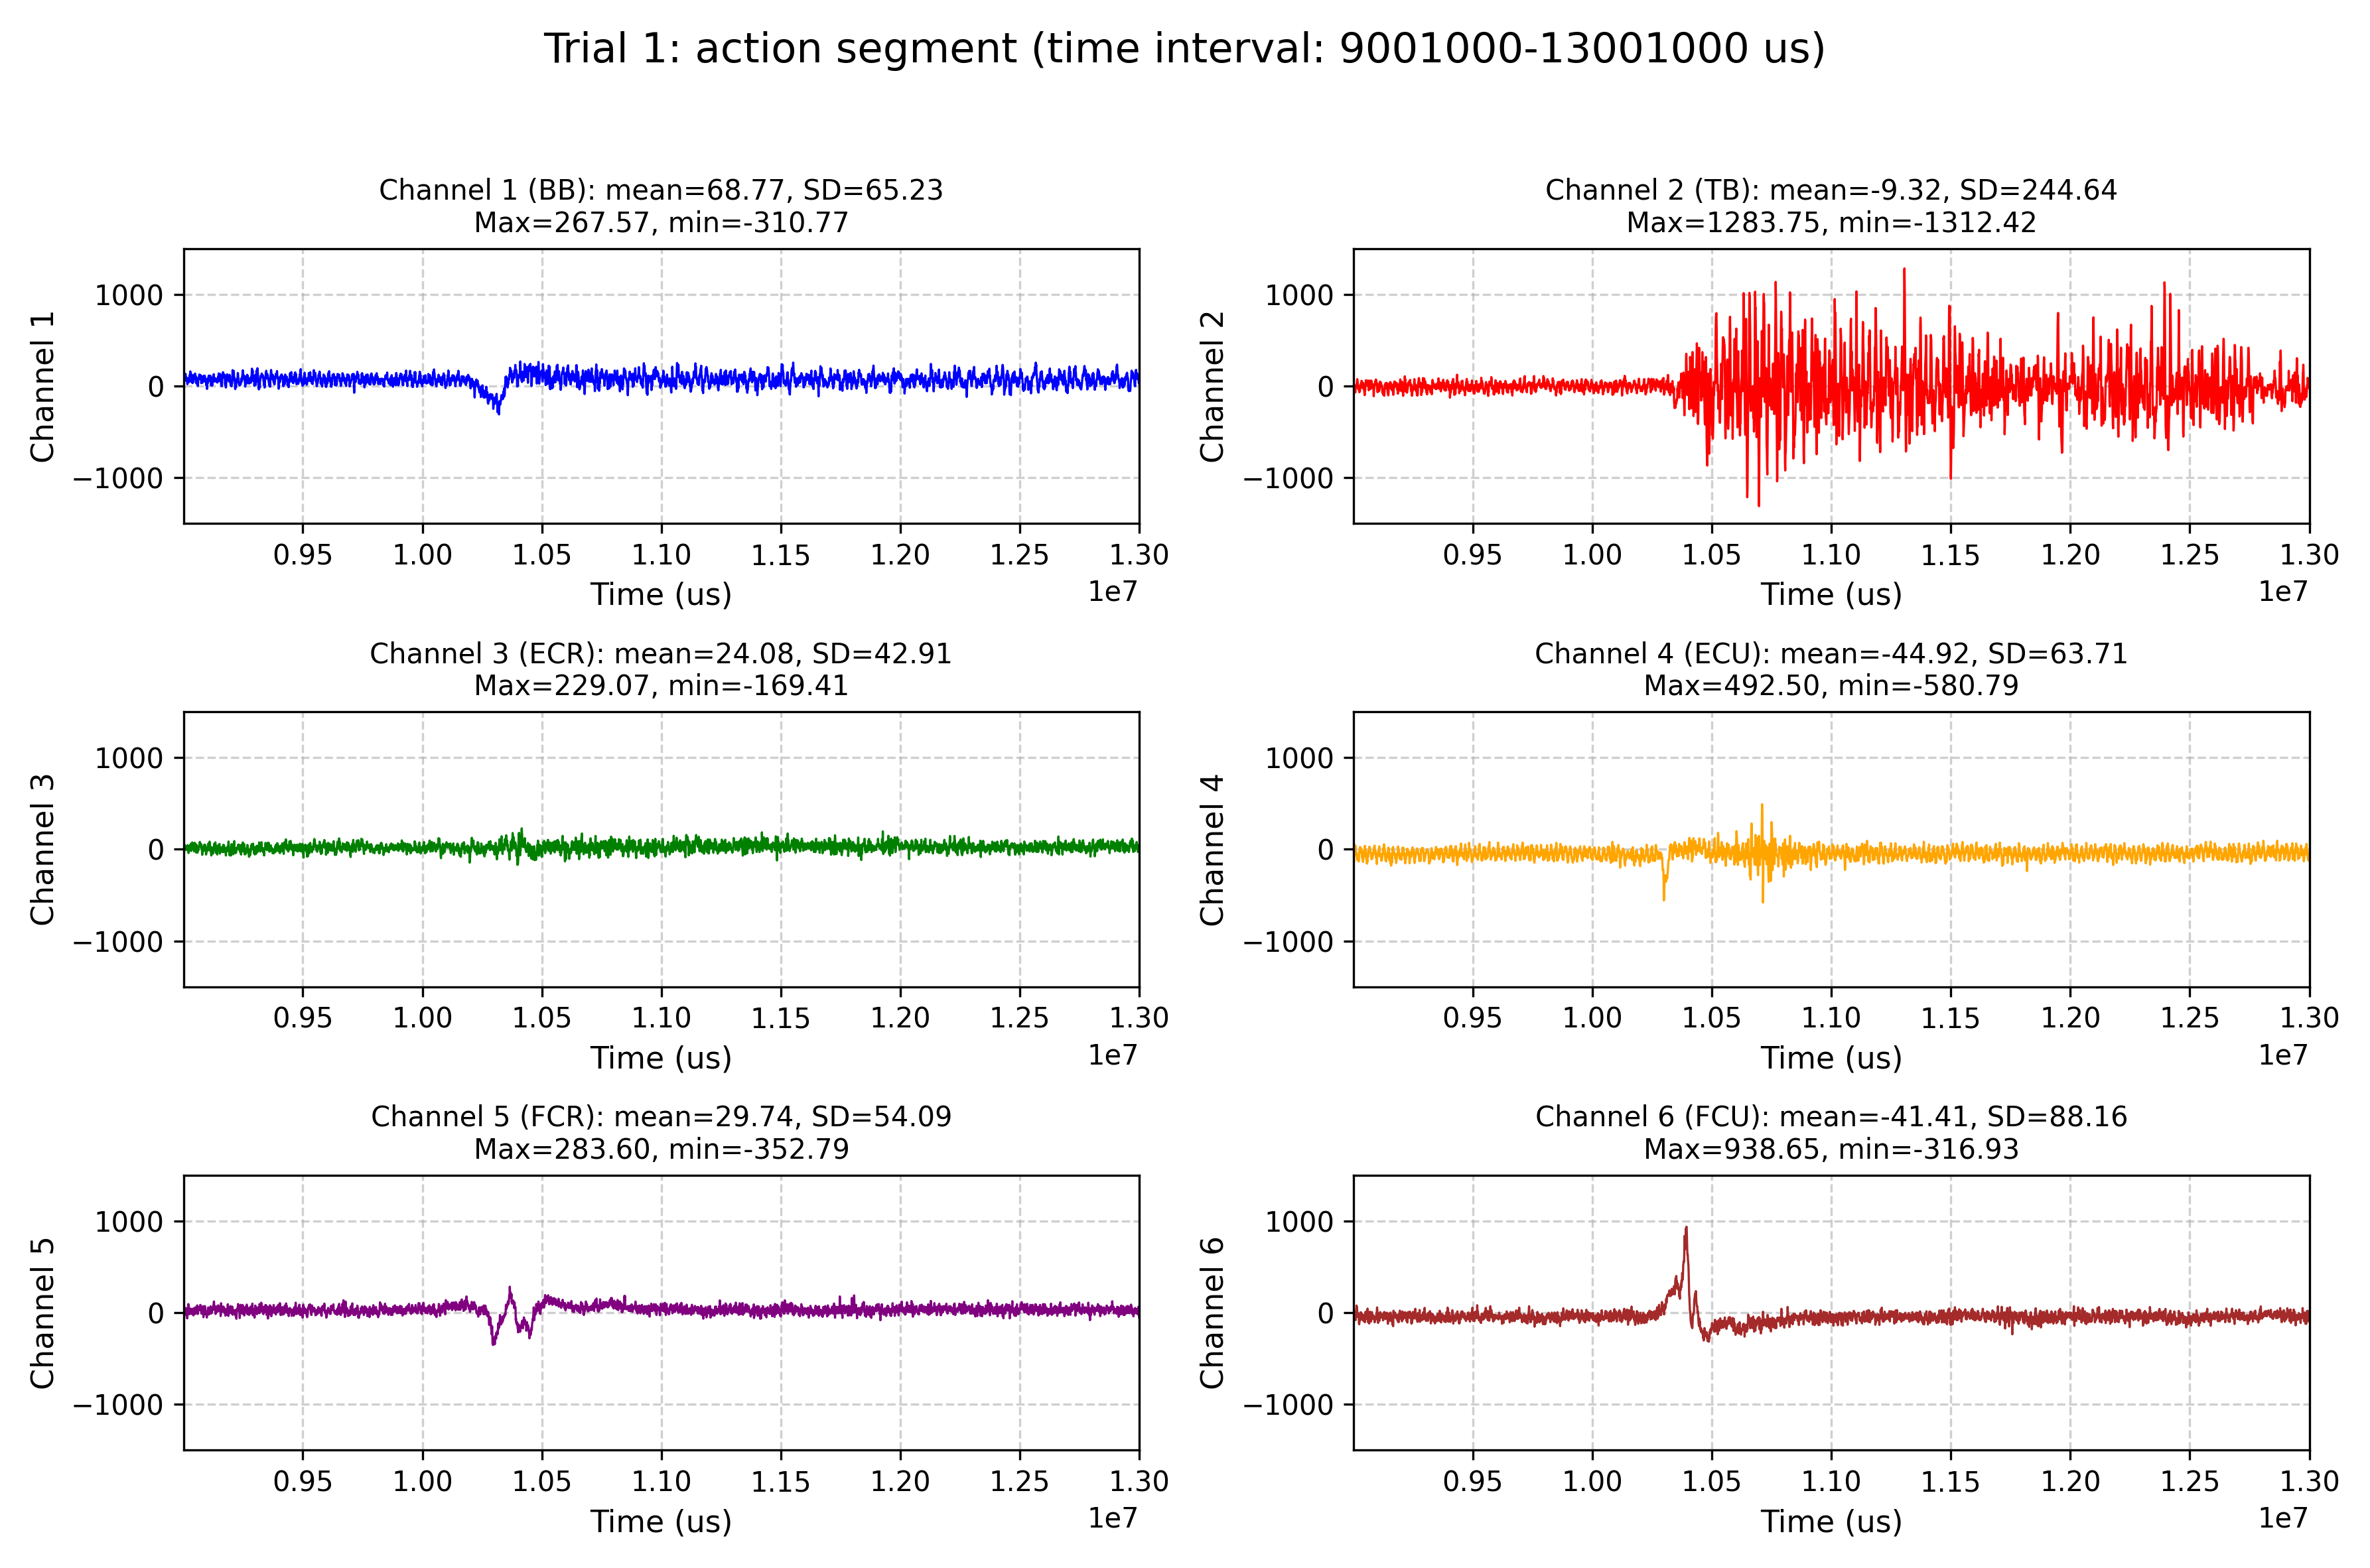 Trial 1: action segment (time interval: 9001000-13001000 us)
Channel 1 (BB): mean=68.77, SD=65.23
Max=267.57, min=-310.77
Channel 1
1000
0
−1000
0.95 1.00 1.05 1.10 1.15 1.20 1.25 1.30
Time (us)
1e7
Channel 2 (TB): mean=-9.32, SD=244.64
Max=1283.75, min=-1312.42
Channel 2
1000
0
−1000
0.95 1.00 1.05 1.10 1.15 1.20 1.25 1.30
Time (us)
1e7
Channel 3 (ECR): mean=24.08, SD=42.91
Max=229.07, min=-169.41
Channel 3
1000
0
−1000
0.95 1.00 1.05 1.10 1.15 1.20 1.25 1.30
Time (us)
1e7
Channel 4 (ECU): mean=-44.92, SD=63.71
Max=492.50, min=-580.79
Channel 4
1000
0
−1000
0.95 1.00 1.05 1.10 1.15 1.20 1.25 1.30
Time (us)
1e7
Channel 5 (FCR): mean=29.74, SD=54.09
Max=283.60, min=-352.79
Channel 5
1000
0
−1000
0.95 1.00 1.05 1.10 1.15 1.20 1.25 1.30
Time (us)
1e7
Channel 6 (FCU): mean=-41.41, SD=88.16
Max=938.65, min=-316.93
Channel 6
1000
0
−1000
0.95 1.00 1.05 1.10 1.15 1.20 1.25 1.30
Time (us)
1e7